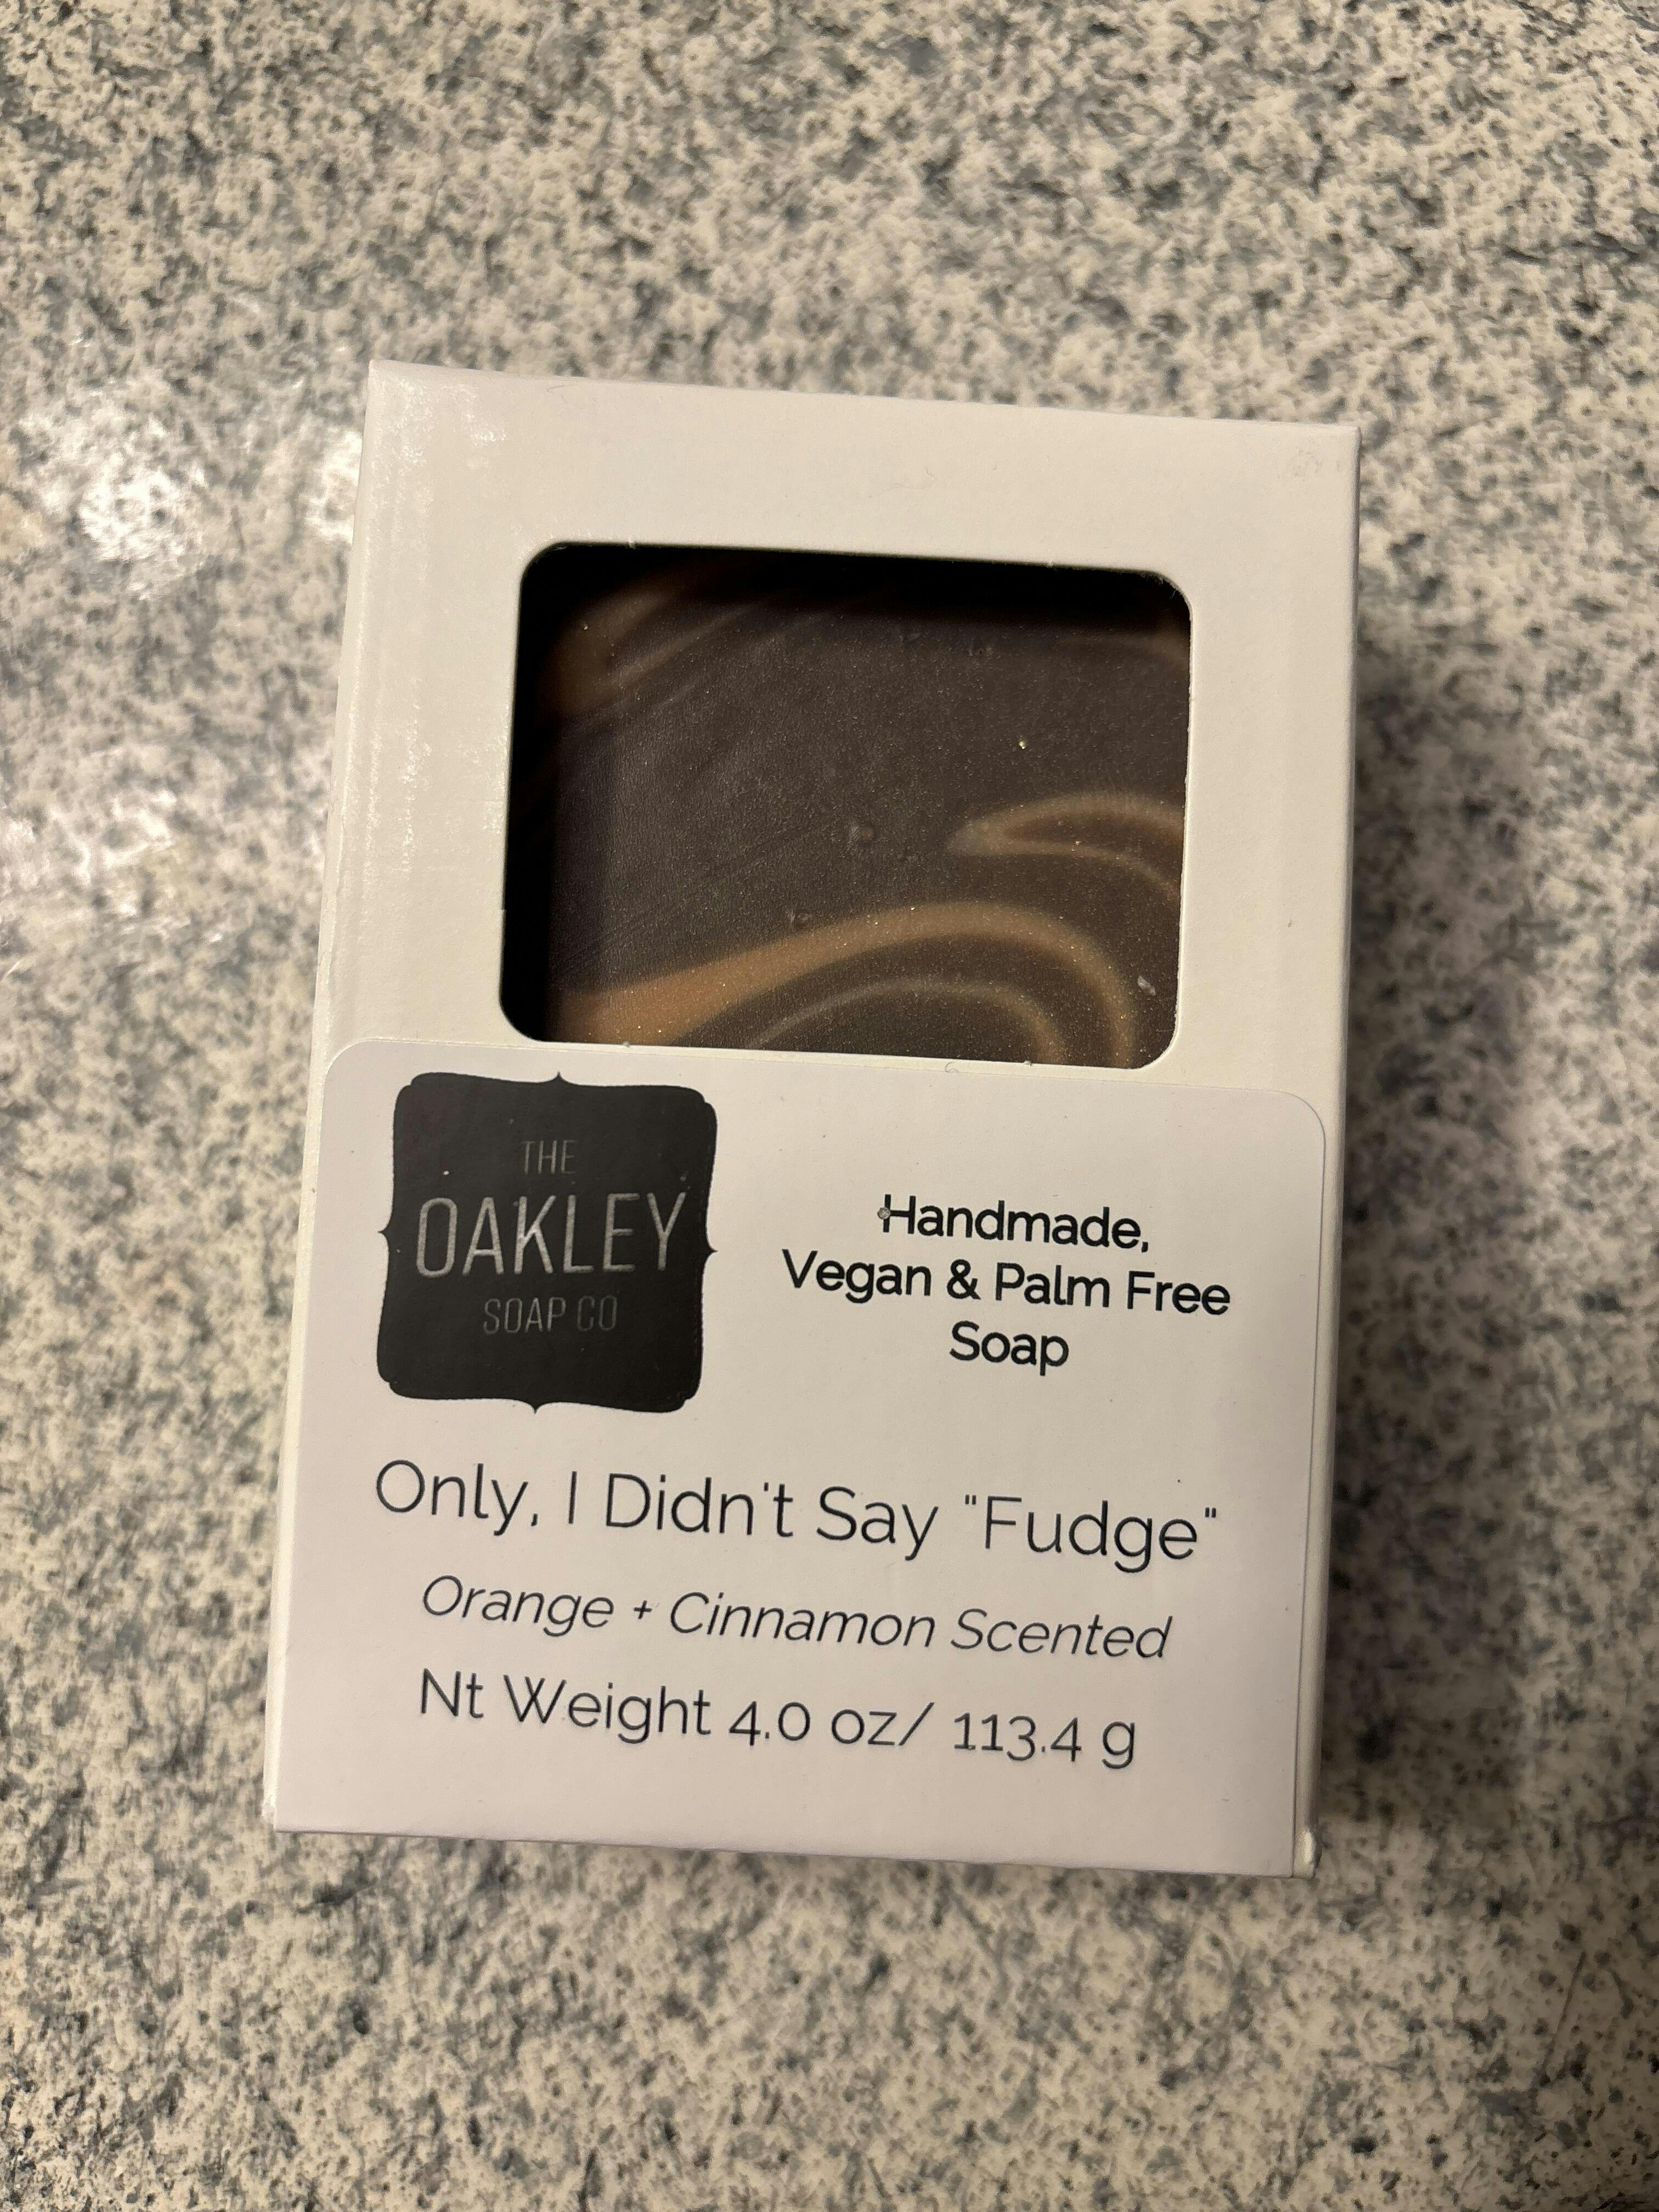 THE
OAKLEY
SOAP CO
Handmade,
Vegan & Palm Free
Soap
Only, I Didn't Say "Fudge"
Orange + Cinnamon Scented
Nt Weight 4.0 oz/ 113.4 g